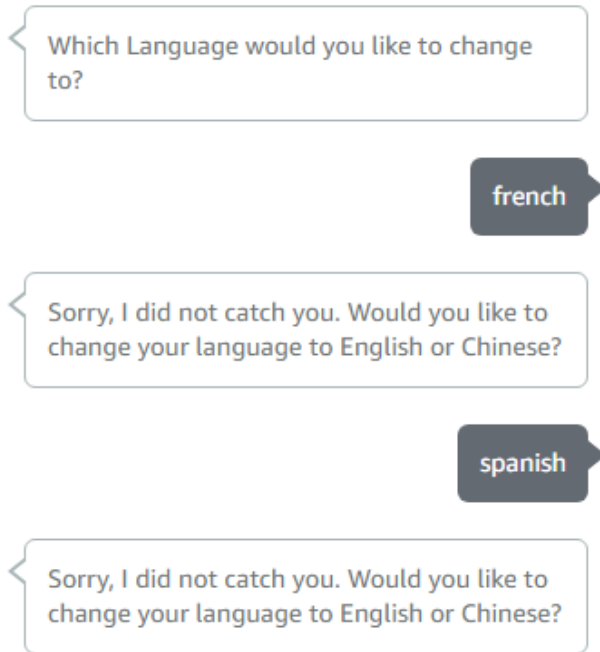 Which Language would you like to change
to?
french
Sorry, I did not catch you. Would you like to
change your language to English or Chinese?
spanish
Sorry, I did not catch you. Would you like to
change your language to English or Chinese?